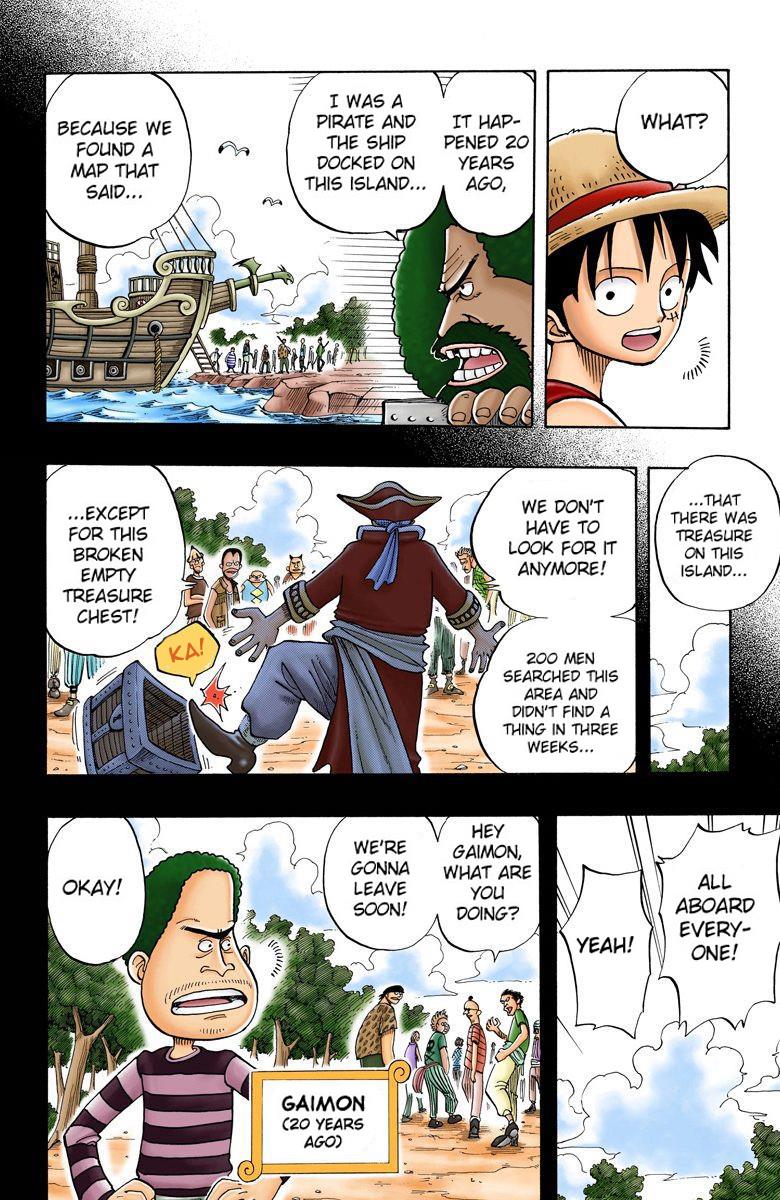 WHAT?
IT HAP-
PENED 20
YEARS
AGO,
I WAS A
PIRATE AND
THE SHIP
DOCKED ON
THIS ISLAND...
BECAUSE WE
FOUND A
MAP THAT
SAID...
...THAT
THERE WAS
TREASURE
ON THIS
ISLAND...
WE DON'T
HAVE TO
LOOK FOR IT
ANYMORE!
200 MEN
SEARCHED THIS
AREA AND
DIDN'T FIND A
THING IN THREE
WEEKS...
...EXCEPT
FOR THIS
BROKEN
EMPTY
TREASURE
CHEST!
KA!
ALL
ABOARD
EVERY-
ONE!
YEAH!
HEY
GAIMON,
WHAT ARE
YOU
DOING?
WE'RE
GONNA
LEAVE
SOON!
OKAY!
GAIMON
(20 YEARS
AGO)